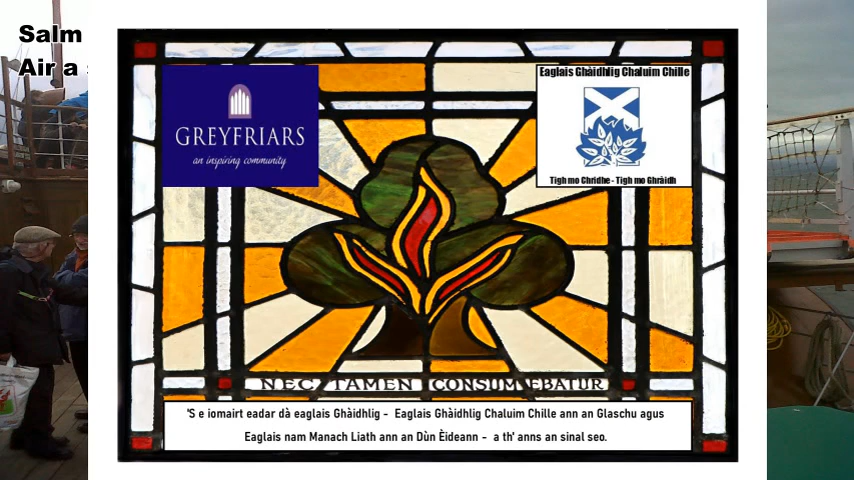 Salm
Air a
GREYFRIARS
an inspiring community
Eaglais Ghàidhlig Chaluim Chille
Tigh mo Chridhe - Tigh mo Ghràidh
NEC TAMEN CONSUMEBATUR
'S e iomairt eadar dà eaglais Ghàidhlig - Eaglais Ghàidhlig Chaluim Chille ann an Glaschu agus
Eaglais nam Manach Liath ann an Dùn Èideann - a th' anns an sinal seo.